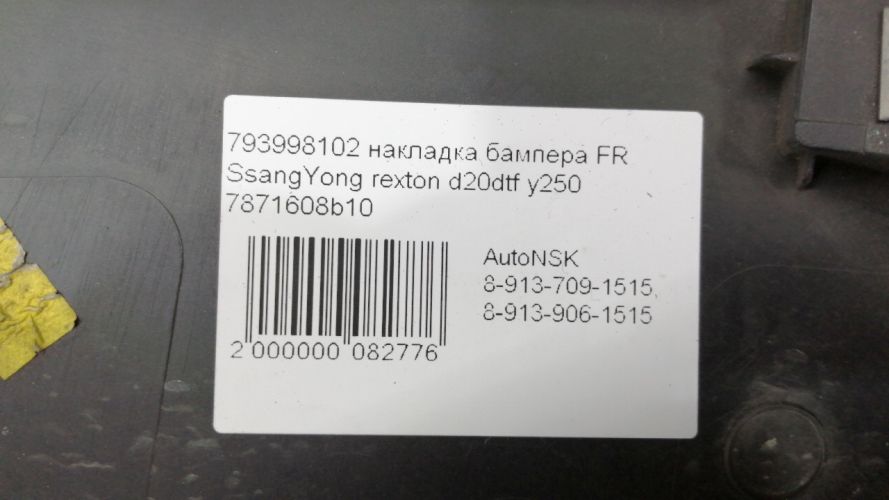 793998102 накладка бампера FR
SsangYong rexton d20dtf y250
7871608b10
AutoNSK
8-913-709-1515,
8-913-906-1515
2 000000 082776